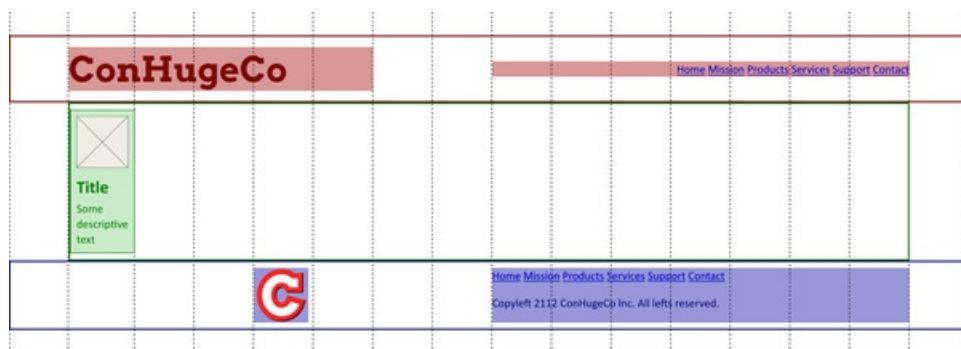 ConHugeCo
Home Mission Products Services Support Contact
Title
Some
descriptive
text
C
Home Mission Products Services Support Contact
Copyleft 2112 ConHugeCo Inc. All lefts reserved.